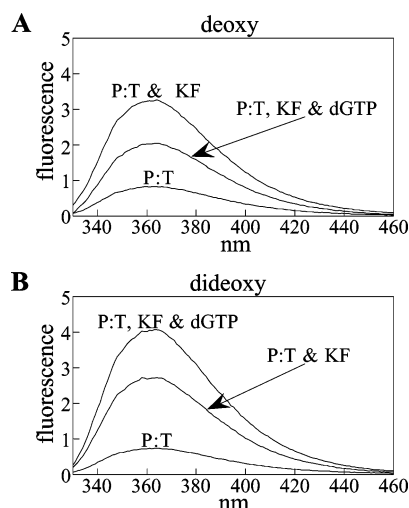 A
deoxy
5
4
3
2
1
0
fluorescence
P:T & KF
P:T, KF & dGTP
P:T
340 360 380 400 420 440 460
nm
B
dideoxy
5
4
3
2
1
0
fluorescence
P:T, KF & dGTP
P:T & KF
P:T
340 360 380 400 420 440 460
nm